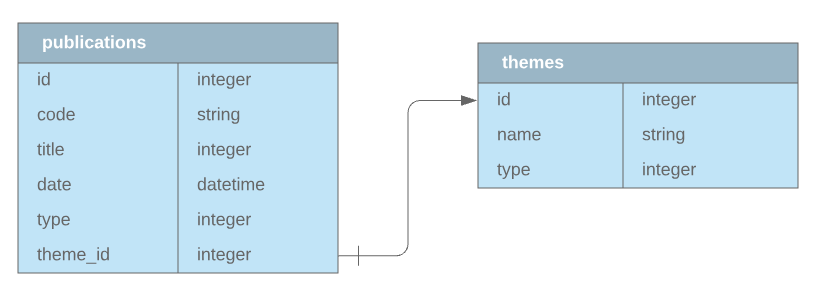 publications
id integer
code string
title integer
date datetime
type integer
theme_id integer
themes
id integer
name string
type integer